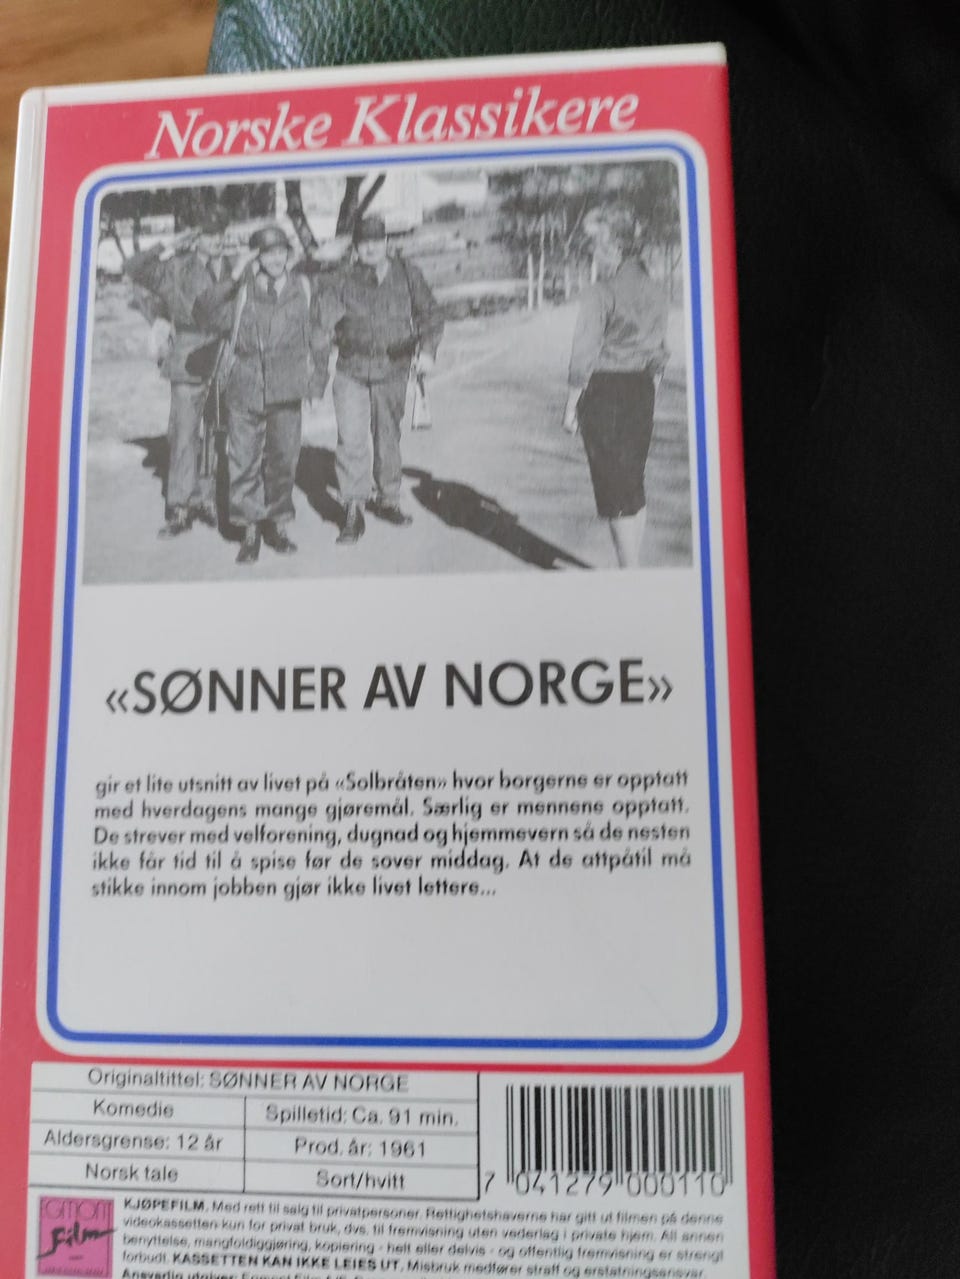 Norske Klassikere
«SØNNER AV NORGE»
gir et lite utsnitt av livet på «Solbråten» hvor borgerne er opptatt
med hverdagens mange gjøremål. Særlig er mennene opptatt.
De strever med velforening, dugnad og hjemmevern så de nesten
ikke får tid til å spise før de sover middag. At de attpåtil må
stikke innom jobben gjør ikke livet lettere...
Originaltittel: SØNNER AV NORGE
Komedie
Spilletid: Ca. 91 min.
Aldersgrense: 12 år
Prod. år: 1961
Norsk tale
Sort/hvitt
7 041279 000110
EGMONT
Film
KJØPEFILM. Med rett til salg til privatpersoner. Rettighetshaverne har gitt ut filmen på denne
videokassetten kun for privat bruk, dvs. til fremvisning uten vederlag i private hjem. All annen
benyttelse, mangfoldiggjøring, kopiering - helt eller delvis - og offentlig fremvisning er strengt
forbudt. KASSETTEN KAN IKKE LEIES UT. Misbruk medfører straff og erstatningsansvar.
Ansvarlig utgiver: Egmont Film